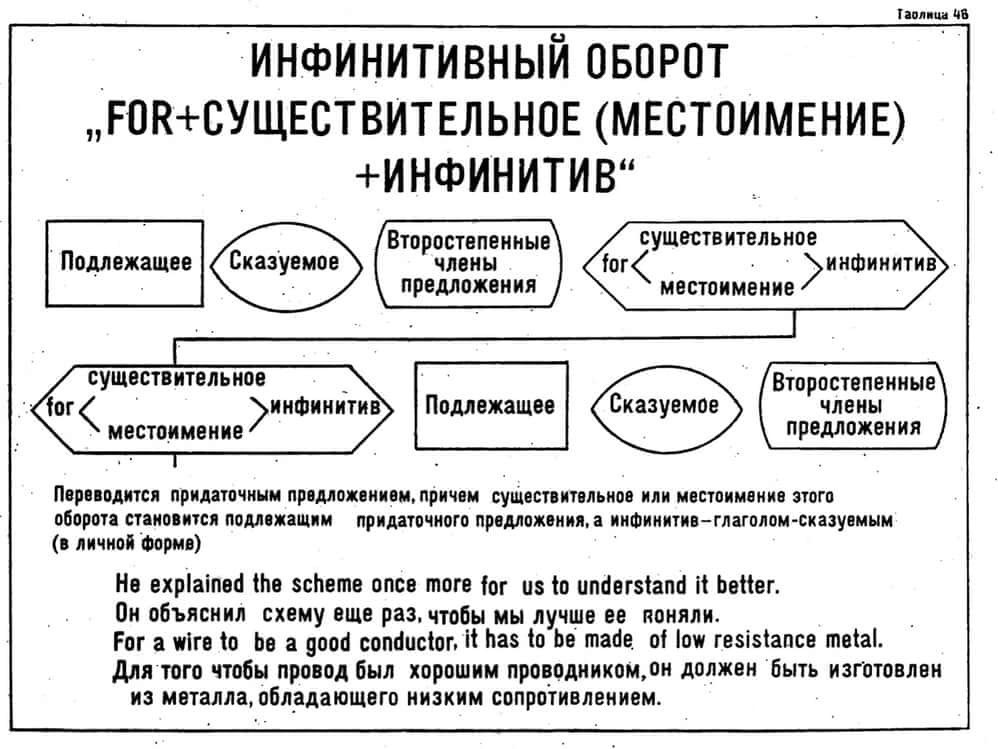 Таблица 46
ИНФИНИТИВНЫЙ ОБОРОТ
„FOR+СУЩЕСТВИТЕЛЬНОЕ (МЕСТОИМЕНИЕ)
+ИНФИНИТИВ“
Подлежащее
Сказуемое
Второстепенные
члены
предложения
существительное
for
инфинитив
местоимение
существительное
for
инфинитив
местоимение
Подлежащее
Сказуемое
Второстепенные
члены
предложения
Переводится придаточным предложением, причем существительное или местоимение этого
оборота становится подлежащим придаточного предложения, а инфинитив–глаголом-сказуемым
(в личной форме)
He explained the scheme once more for us to understand it better.
Он объяснил схему еще раз, чтобы мы лучше ее поняли.
For a wire to be a good conductor, it has to be made of low resistance metal.
Для того чтобы провод был хорошим проводником, он должен быть изготовлен
из металла, обладающего низким сопротивлением.